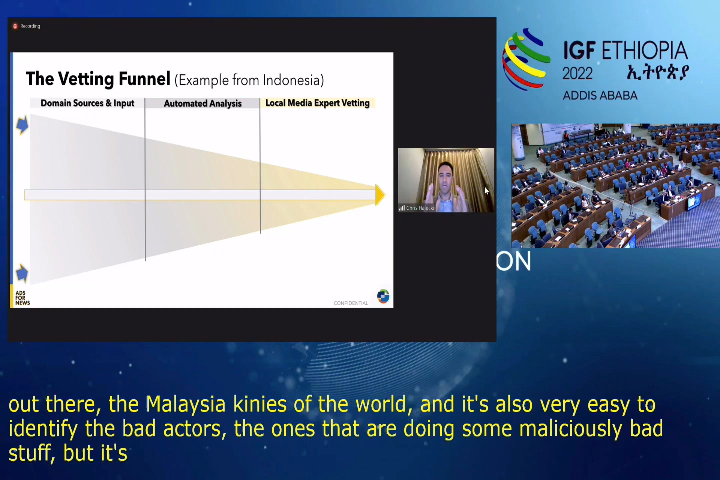 Recording
The Vetting Funnel (Example from Indonesia)
Domain Sources & Input
Automated Analysis
Local Media Expert Vetting
ADS
FOR
NEWS
CONFIDENTIAL
IGF ETHIOPIA
2022 ኢትዮጵያ
ADDIS ABABA
ON
out there, the Malaysia kinies of the world, and it's also very easy to
identify the bad actors, the ones that are doing some maliciously bad
stuff, but it's